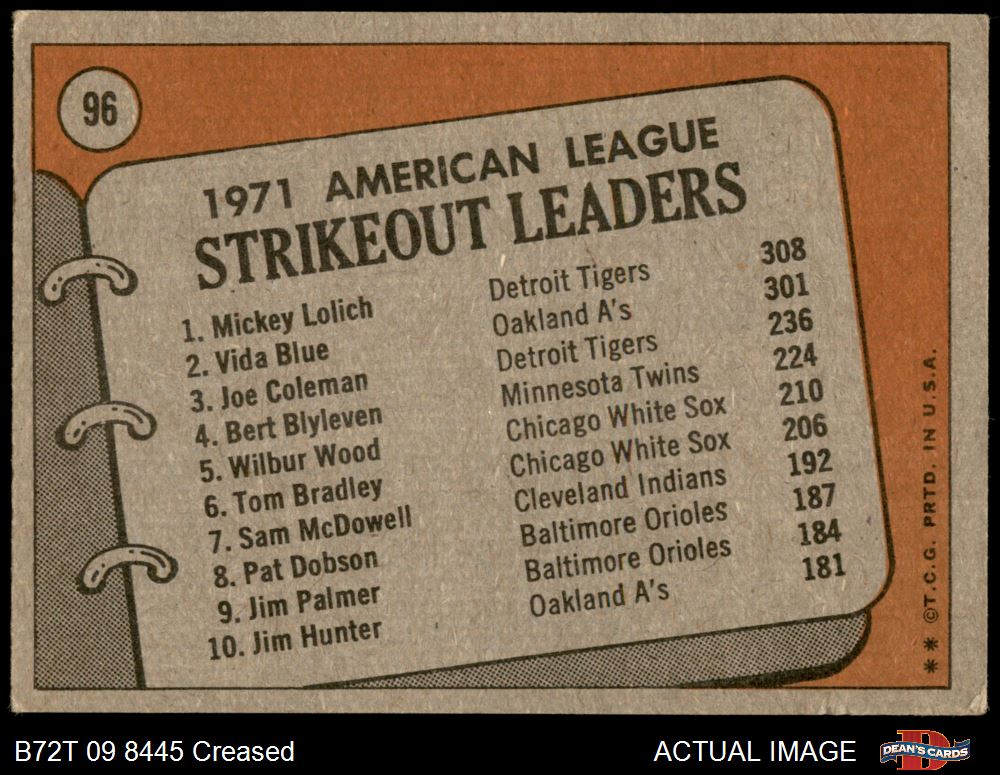 96
1971 AMERICAN LEAGUE
STRIKEOUT LEADERS
1. Mickey Lolich Detroit Tigers 308
2. Vida Blue Oakland A's 301
3. Joe Coleman Detroit Tigers 236
4. Bert Blyleven Minnesota Twins 224
5. Wilbur Wood Chicago White Sox 210
6. Tom Bradley Chicago White Sox 206
7. Sam McDowell Cleveland Indians 192
8. Pat Dobson Baltimore Orioles 187
9. Jim Palmer Baltimore Orioles 184
10. Jim Hunter Oakland A's 181
** ©T.C.G. PRTD. IN U.S.A.
B72T 09 8445 Creased ACTUAL IMAGE
DEAN'S CARDS